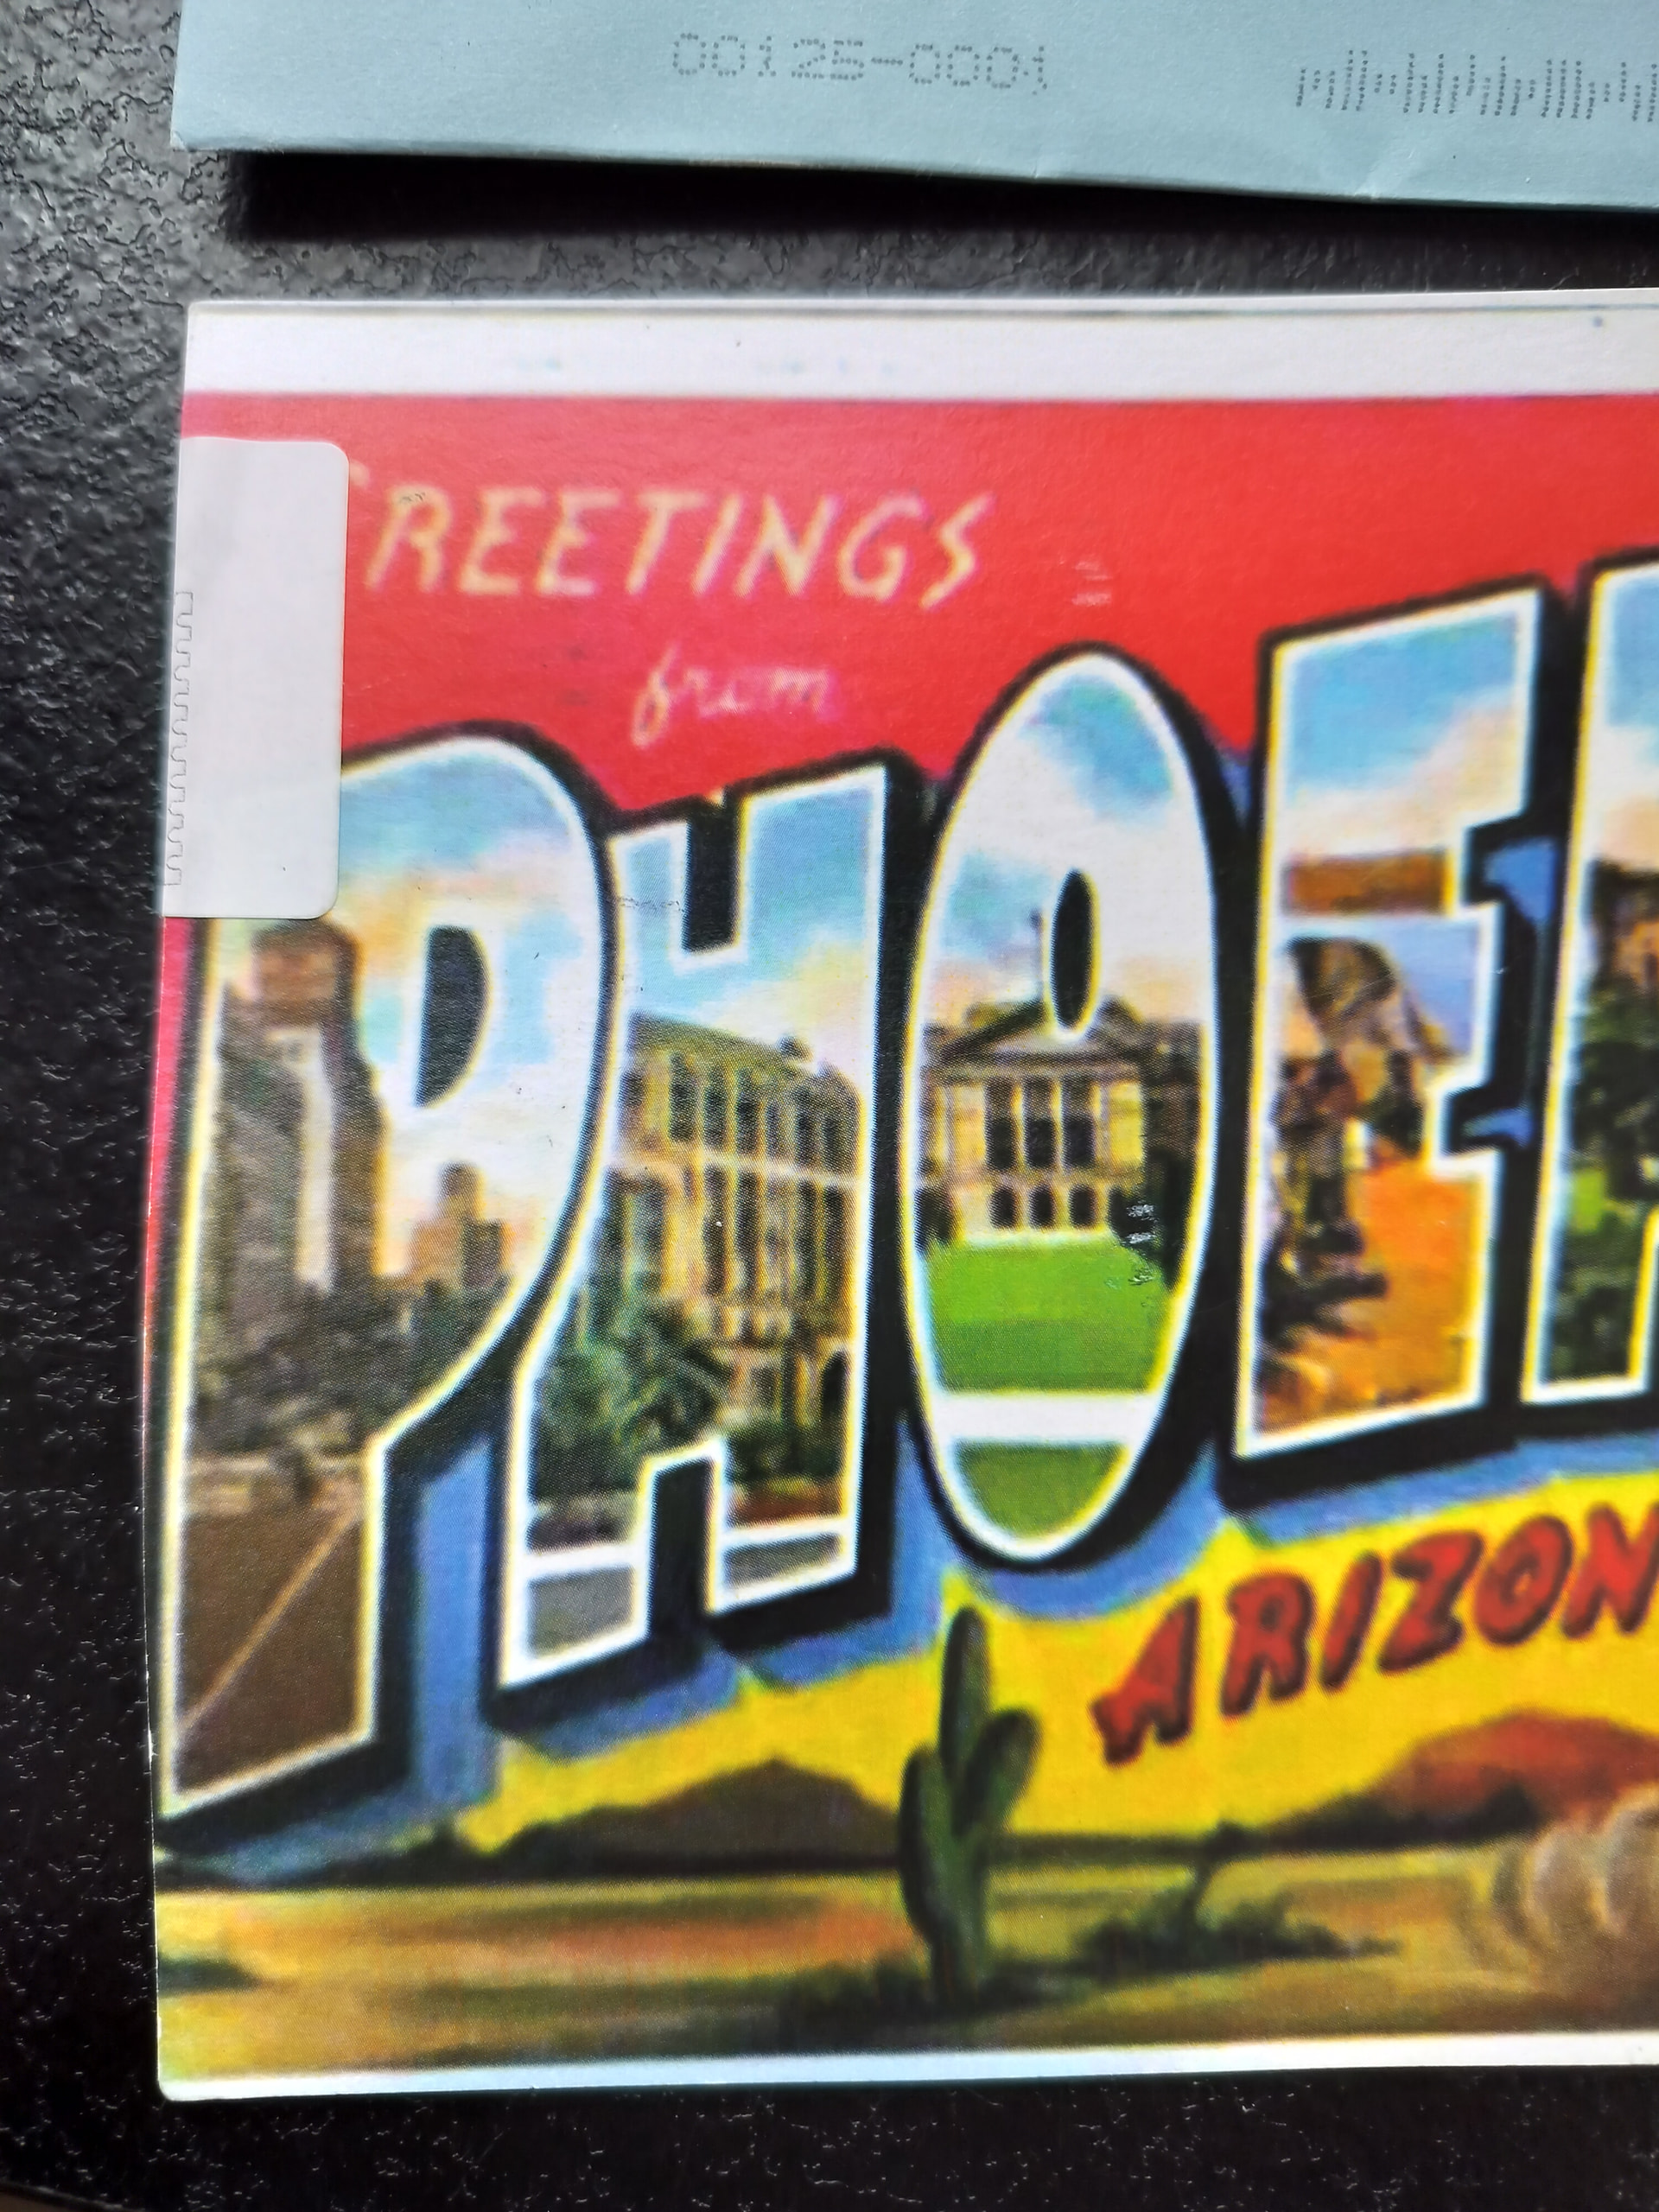 00125-0001
REETINGS
from
PHOE
ARIZON